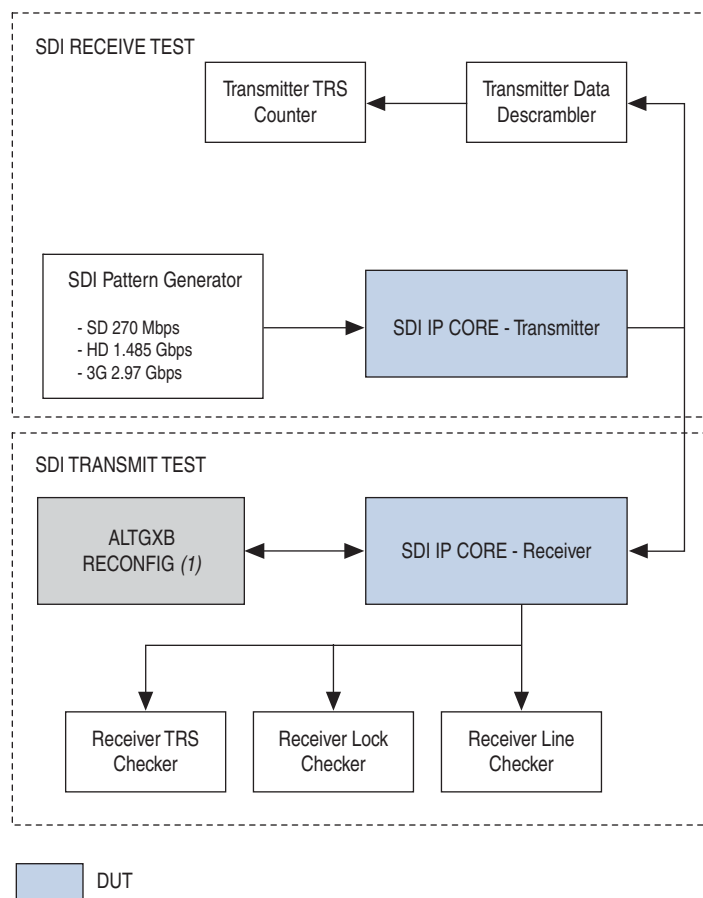 SDI RECEIVE TEST
Transmitter TRS
Counter
Transmitter Data
Descrambler
SDI Pattern Generator
- SD 270 Mbps
- HD 1.485 Gbps
- 3G 2.97 Gbps
SDI IP CORE - Transmitter
SDI TRANSMIT TEST
ALTGXB
RECONFIG (1)
SDI IP CORE - Receiver
Receiver TRS
Checker
Receiver Lock
Checker
Receiver Line
Checker
DUT